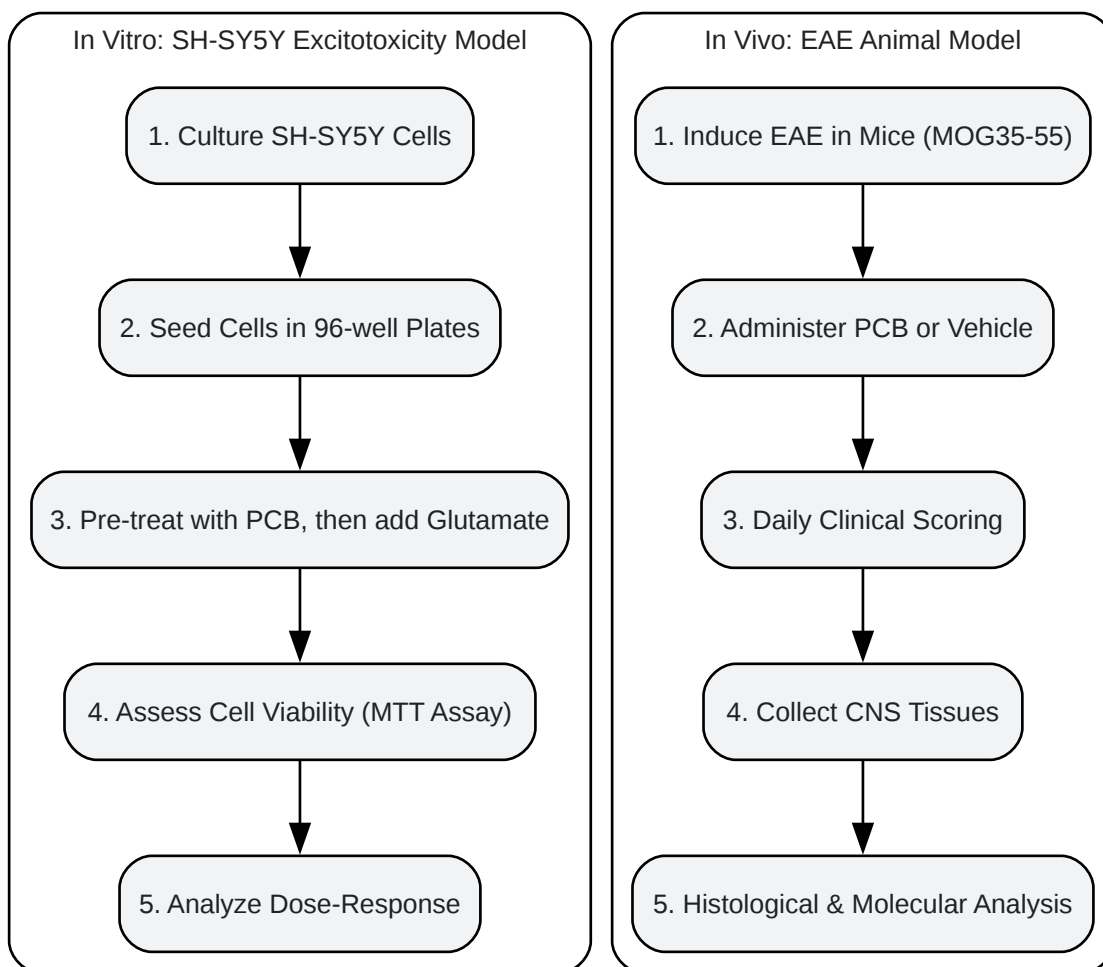 In Vitro: SH-SY5Y Excitotoxicity Model
1. Culture SH-SY5Y Cells
2. Seed Cells in 96-well Plates
3. Pre-treat with PCB, then add Glutamate
4. Assess Cell Viability (MTT Assay)
5. Analyze Dose-Response
In Vivo: EAE Animal Model
1. Induce EAE in Mice (MOG35-55)
2. Administer PCB or Vehicle
3. Daily Clinical Scoring
4. Collect CNS Tissues
5. Histological & Molecular Analysis